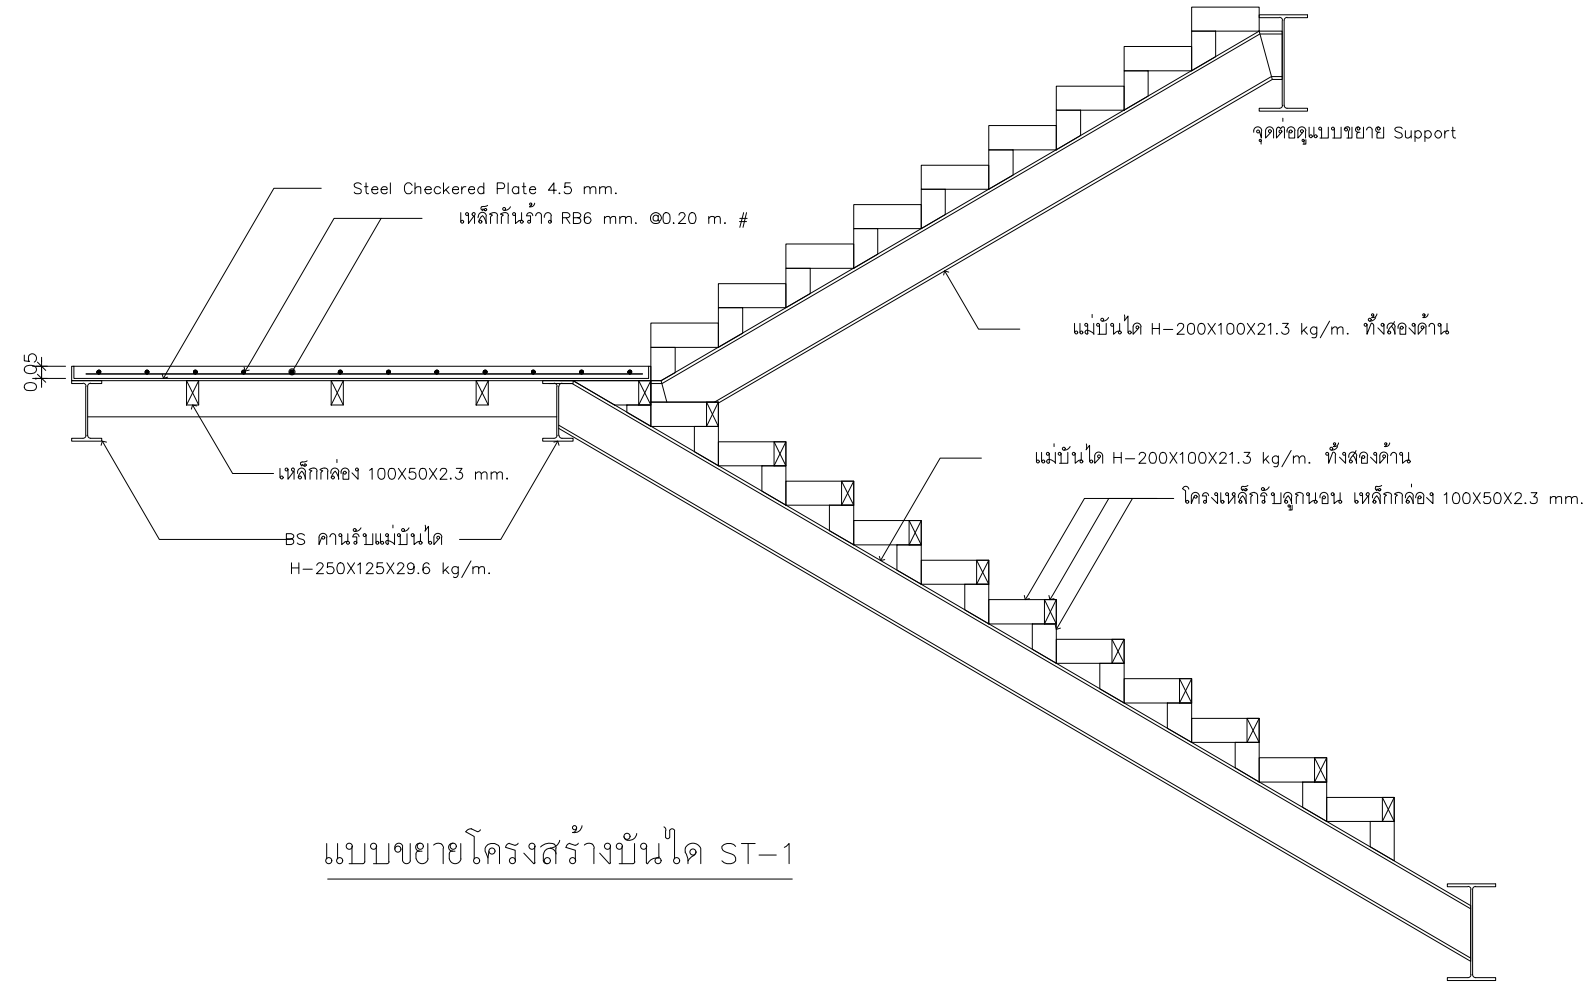 จุดต่อดูแบบขยาย Support
Steel Checkered Plate 4.5 mm.
เหล็กกันร้าว RB6 mm. @0.20 m. #
แม่บันได H-200X100X21.3 kg/m. ทั้งสองด้าน
0.05
แม่บันได H-200X100X21.3 kg/m. ทั้งสองด้าน
เหล็กกล่อง 100X50X2.3 mm.
โครงเหล็กรับลูกนอน เหล็กกล่อง 100X50X2.3 mm.
BS คานรับแม่บันได
H-250X125X29.6 kg/m.
แบบขยายโครงสร้างบันได ST-1